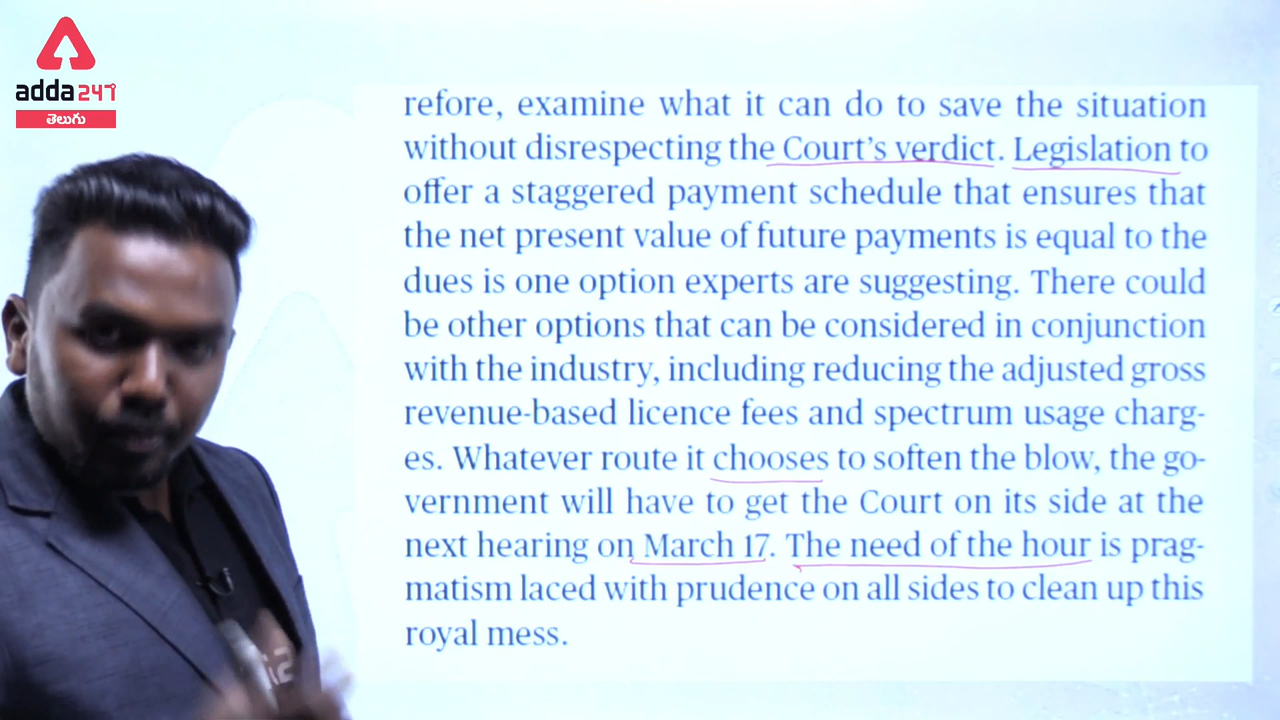 adda247
తెలుగు
refore, examine what it can do to save the situation
without disrespecting the Court’s verdict. Legislation to
offer a staggered payment schedule that ensures that
the net present value of future payments is equal to the
dues is one option experts are suggesting. There could
be other options that can be considered in conjunction
with the industry, including reducing the adjusted gross
revenue-based licence fees and spectrum usage charg-
es. Whatever route it chooses to soften the blow, the go-
vernment will have to get the Court on its side at the
next hearing on March 17. The need of the hour is prag-
matism laced with prudence on all sides to clean up this
royal mess.